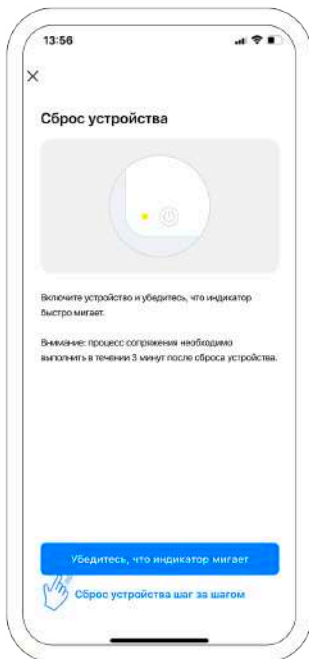 13:56
Сброс устройства
Включите устройство и убедитесь, что индикатор
быстро мигает.
Внимание: процесс сопряжения необходимо
выполнить в течении 3 минут после сброса устройства.
Убедитесь, что индикатор мигает
Сброс устройства шаг за шагом